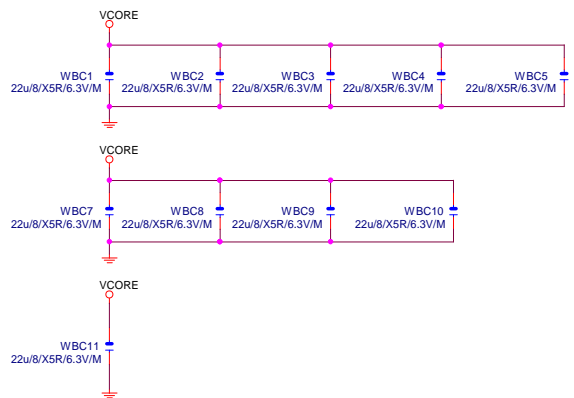 VCORE
WBC1 WBC2 WBC3 WBC4 WBC5
22u/8/X5R/6.3V/M 22u/8/X5R/6.3V/M 22u/8/X5R/6.3V/M 22u/8/X5R/6.3V/M 22u/8/X5R/6.3V/M
VCORE
WBC7 WBC8 WBC9 WBC10
22u/8/X5R/6.3V/M 22u/8/X5R/6.3V/M 22u/8/X5R/6.3V/M 22u/8/X5R/6.3V/M
VCORE
WBC11
22u/8/X5R/6.3V/M